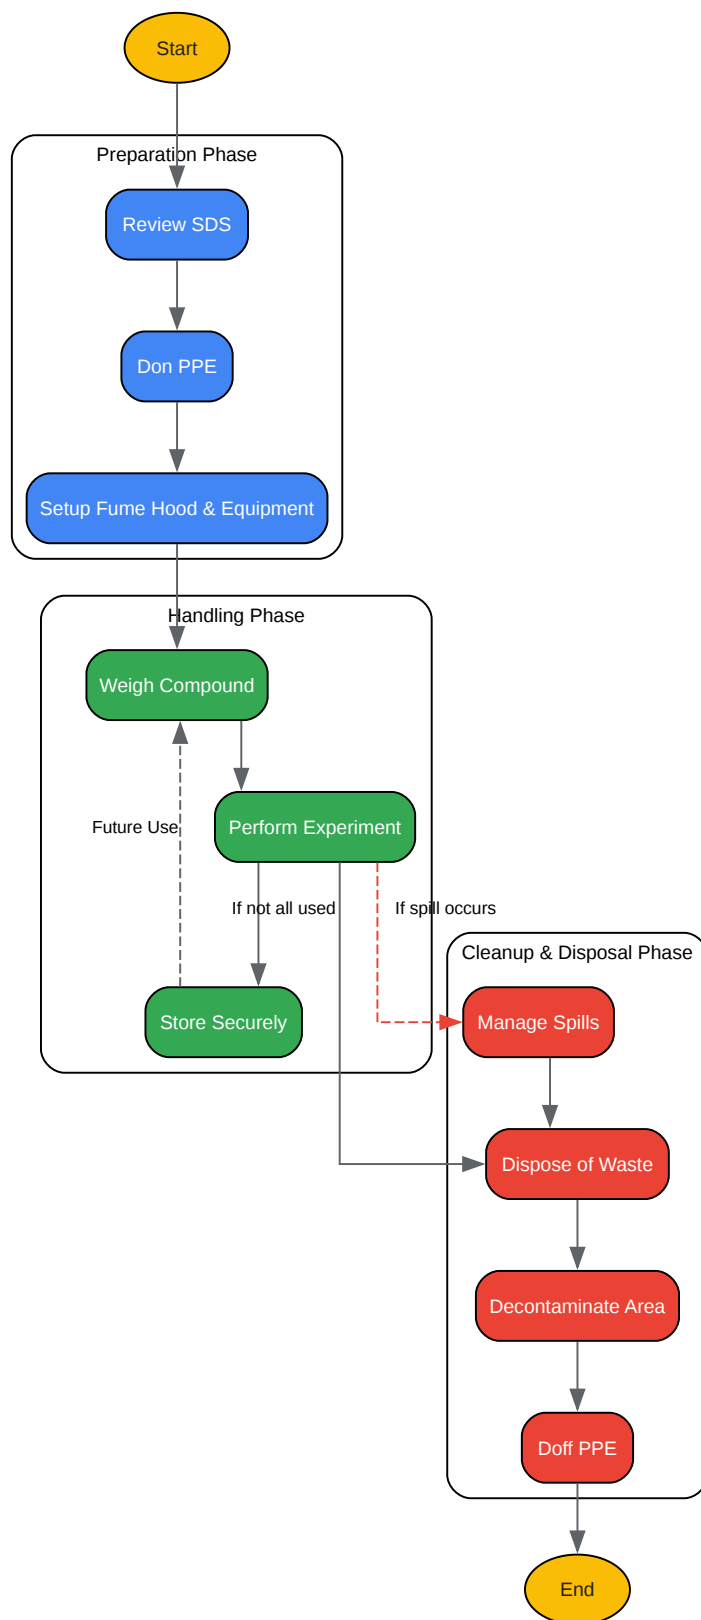 Start
Preparation Phase
Review SDS
Don PPE
Setup Fume Hood & Equipment
Handling Phase
Weigh Compound
Future Use
Perform Experiment
If not all used
If spill occurs
Cleanup & Disposal Phase
Store Securely
Manage Spills
Dispose of Waste
Decontaminate Area
Doff PPE
End